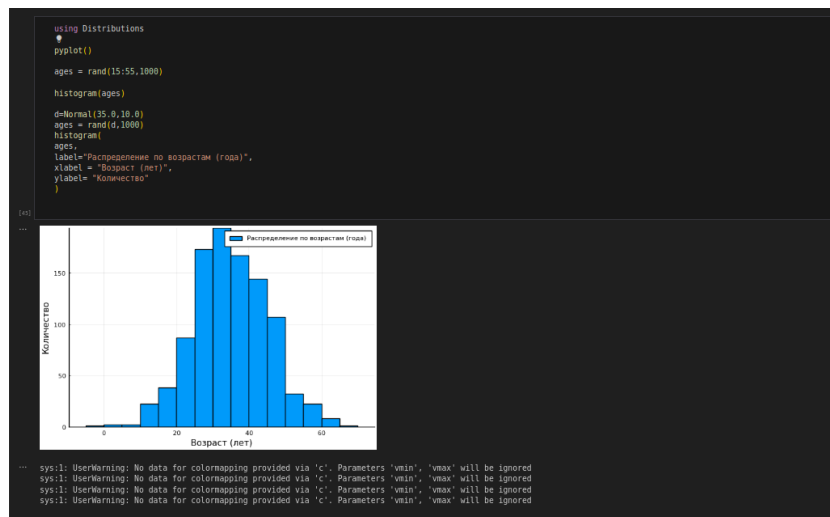 using Distributions
pyplot()
ages = rand(15:55,1000)
histogram(ages)
d=Normal(35.0,10.0)
ages = rand(d,1000)
histogram(
ages,
label="Распределение по возрастам (года)",
xlabel = "Возраст (лет)",
ylabel= "Количество"
)
[45]
...
Распределение по возрастам (года)
150
100
50
0
Количество
0 20 40 60
Возраст (лет)
...
sys:1: UserWarning: No data for colormapping provided via 'c'. Parameters 'vmin', 'vmax' will be ignored
sys:1: UserWarning: No data for colormapping provided via 'c'. Parameters 'vmin', 'vmax' will be ignored
sys:1: UserWarning: No data for colormapping provided via 'c'. Parameters 'vmin', 'vmax' will be ignored
sys:1: UserWarning: No data for colormapping provided via 'c'. Parameters 'vmin', 'vmax' will be ignored